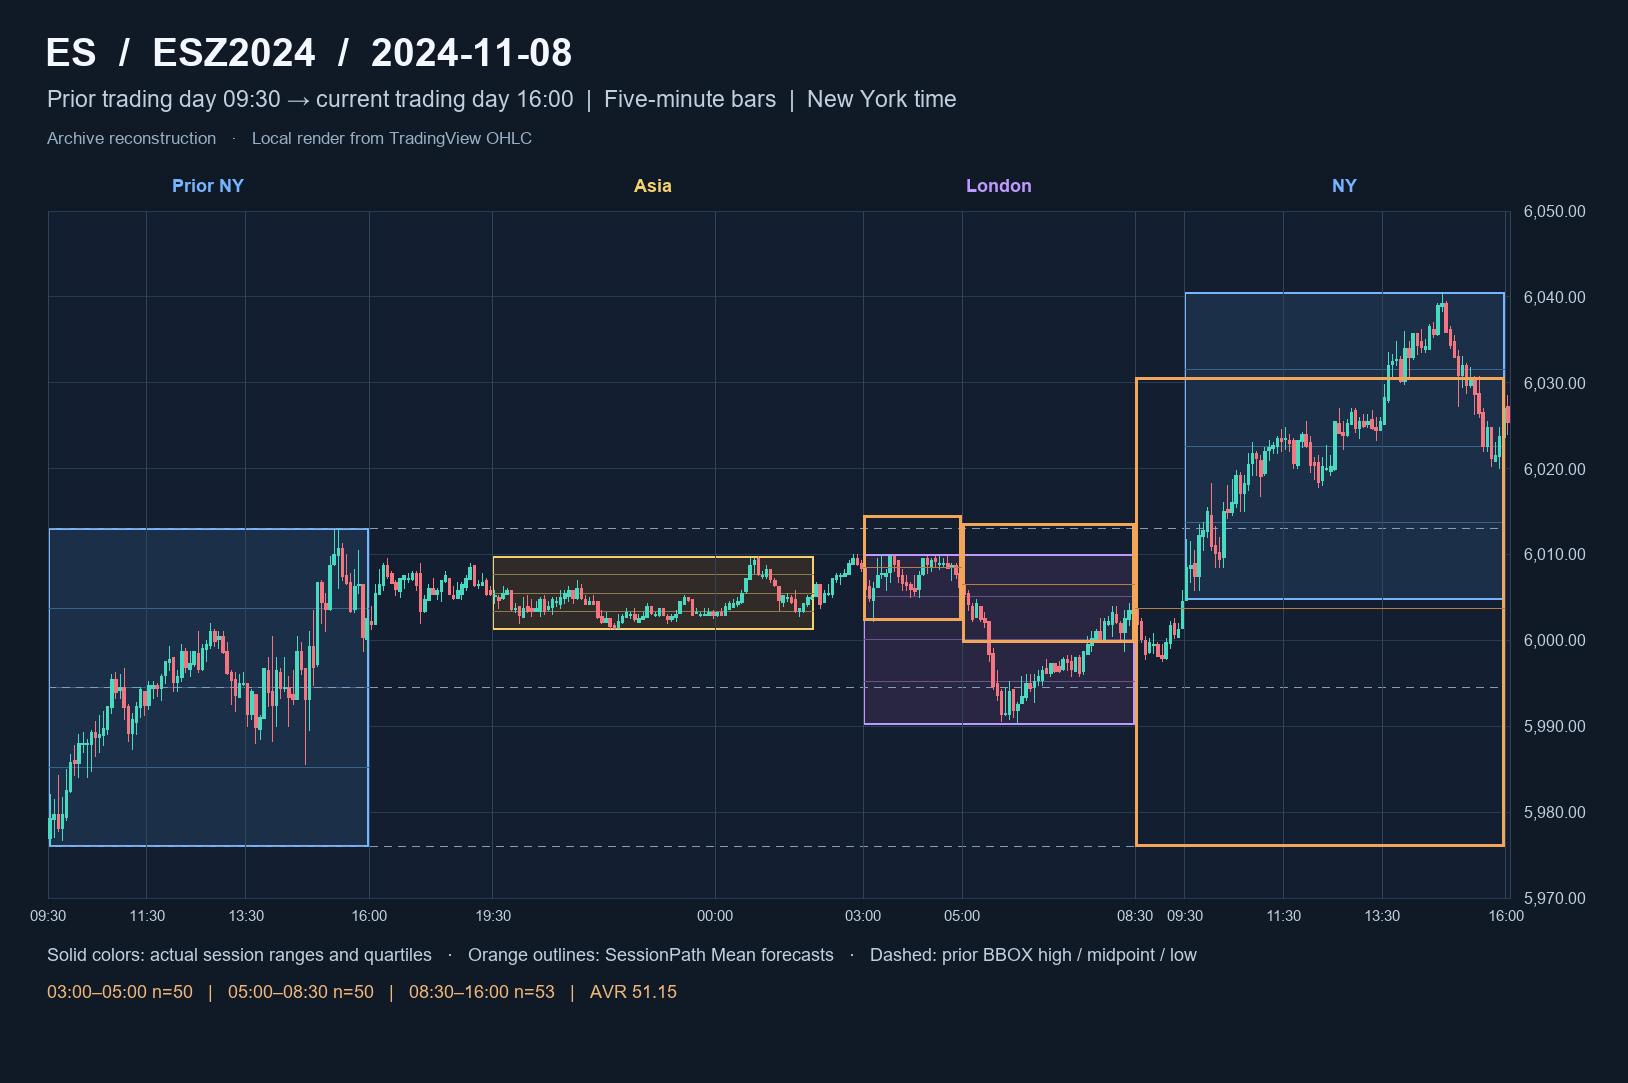 ES / ESZ2024 / 2024-11-08
Prior trading day 09:30 → current trading day 16:00 | Five-minute bars | New York time
Archive reconstruction · Local render from TradingView OHLC
Prior NY Asia London NY
6,050.00
6,040.00
6,030.00
6,020.00
6,010.00
6,000.00
5,990.00
5,980.00
5,970.00
09:30 11:30 13:30 16:00 19:30 00:00 03:00 05:00 08:30 09:30 11:30 13:30 16:00
Solid colors: actual session ranges and quartiles · Orange outlines: SessionPath Mean forecasts · Dashed: prior BBOX high / midpoint / low
03:00–05:00 n=50 | 05:00–08:30 n=50 | 08:30–16:00 n=53 | AVR 51.15